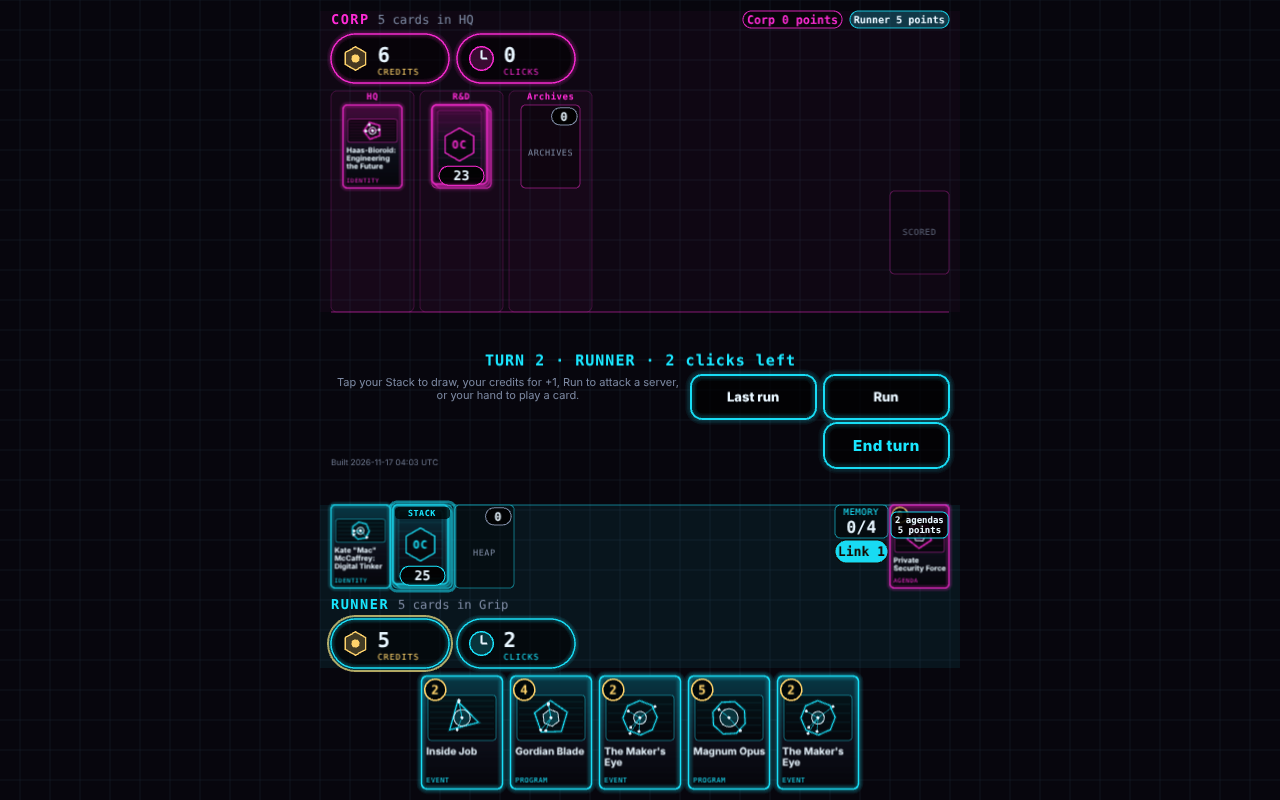 CORP 5 cards in HQ
Corp 0 points
Runner 5 points
6
CREDITS
0
CLICKS
HQ
R&D
Archives
Haas-Bioroid:
Engineering
the Future
IDENTITY
OC
23
0
ARCHIVES
SCORED
TURN 2 · RUNNER · 2 clicks left
Tap your Stack to draw, your credits for +1, Run to attack a server,
or your hand to play a card.
Last run
Run
End turn
Built 2026-11-17 04:03 UTC
Kate "Mac"
McCaffrey:
Digital Tinker
IDENTITY
STACK
OC
25
0
HEAP
MEMORY
0/4
Link 1
2 agendas
5 points
Private
Security Force
AGENDA
RUNNER 5 cards in Grip
5
CREDITS
2
CLICKS
2
Inside Job
EVENT
4
Gordian Blade
PROGRAM
2
The Maker's
Eye
EVENT
5
Magnum Opus
PROGRAM
2
The Maker's
Eye
EVENT